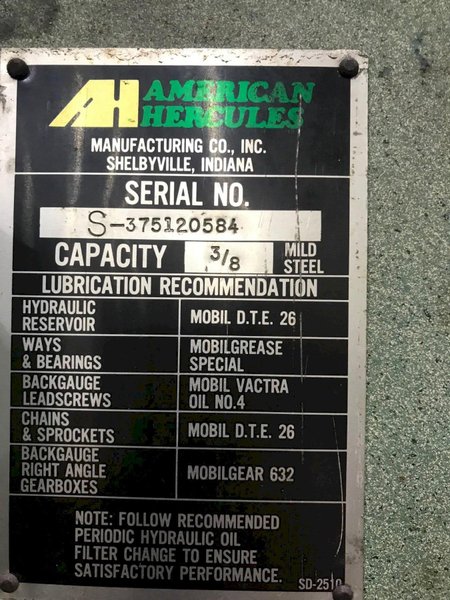 AH AMERICAN
HERCULES
MANUFACTURING CO., INC.
SHELBYVILLE, INDIANA
SERIAL NO.
S-375120584
CAPACITY 3/8 MILD STEEL
LUBRICATION RECOMMENDATION
HYDRAULIC RESERVOIR MOBIL D.T.E. 26
WAYS & BEARINGS MOBILGREASE SPECIAL
BACKGAUGE LEADSCREWS MOBIL VACTRA OIL NO.4
CHAINS & SPROCKETS MOBIL D.T.E. 26
BACKGAUGE RIGHT ANGLE GEARBOXES MOBILGEAR 632
NOTE: FOLLOW RECOMMENDED
PERIODIC HYDRAULIC OIL
FILTER CHANGE TO ENSURE
SATISFACTORY PERFORMANCE.
SD-2510